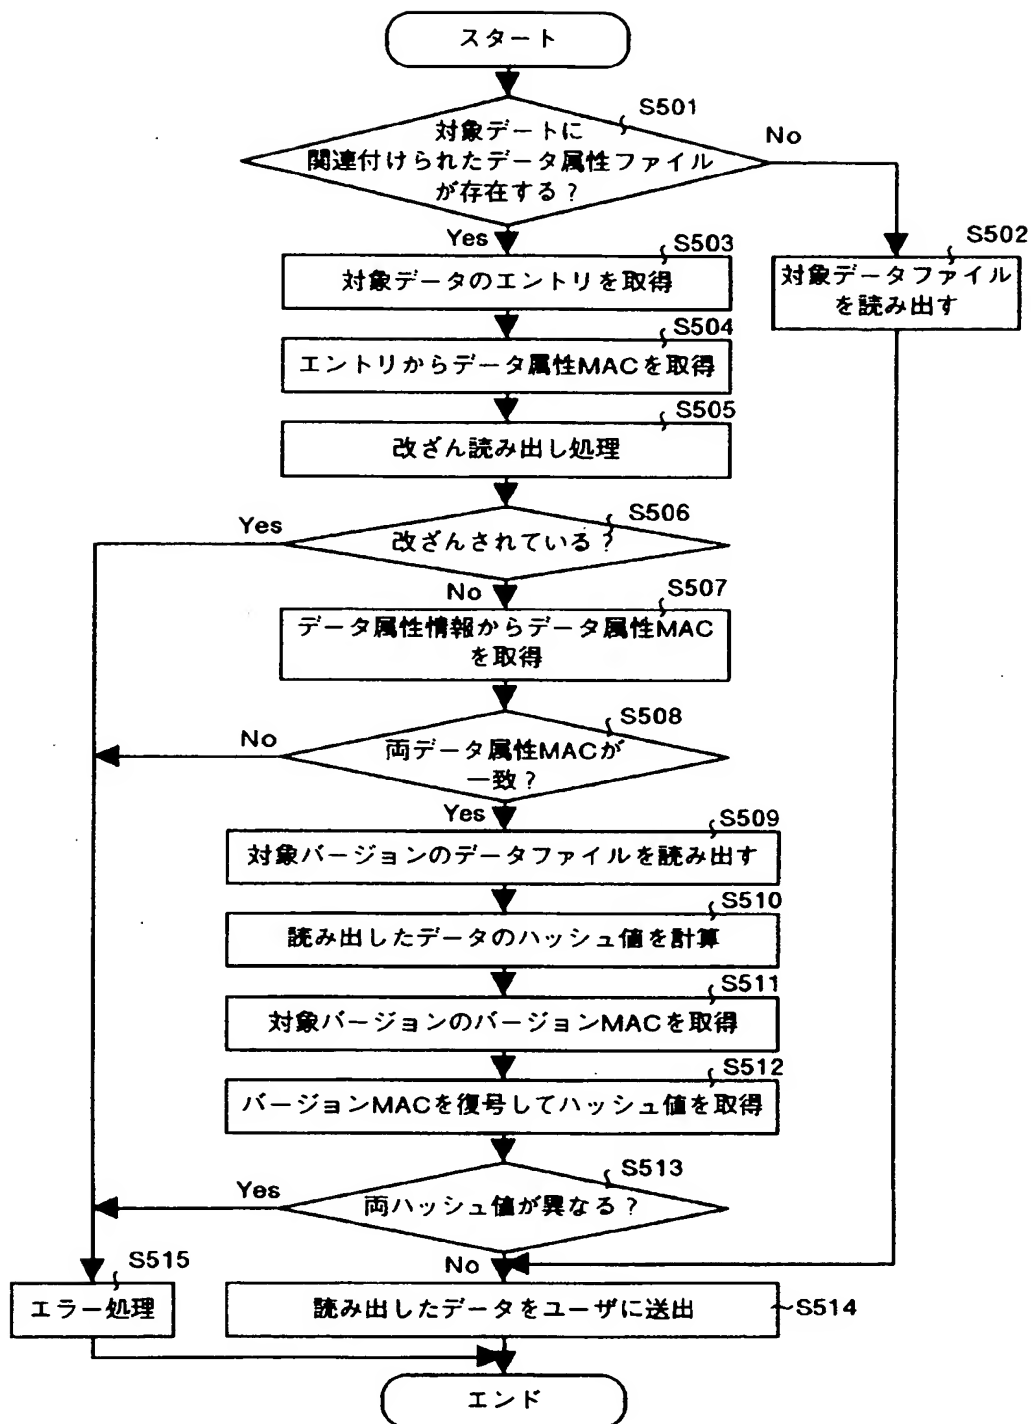 スタート
S501
対象デートに
関連付けられたデータ属性ファイル
が存在する?
No
Yes
S503
対象データのエントリを取得
S502
対象データファイル
を読み出す
S504
エントリからデータ属性MACを取得
S505
改ざん読み出し処理
S506
改ざんされている?
Yes
No
S507
データ属性情報からデータ属性MAC
を取得
S508
両データ属性MACが
一致?
No
Yes
S509
対象バージョンのデータファイルを読み出す
S510
読み出したデータのハッシュ値を計算
S511
対象バージョンのバージョンMACを取得
S512
バージョンMACを復号してハッシュ値を取得
S513
両ハッシュ値が異なる?
Yes
No
S515
エラー処理
読み出したデータをユーザに送出
S514
エンド